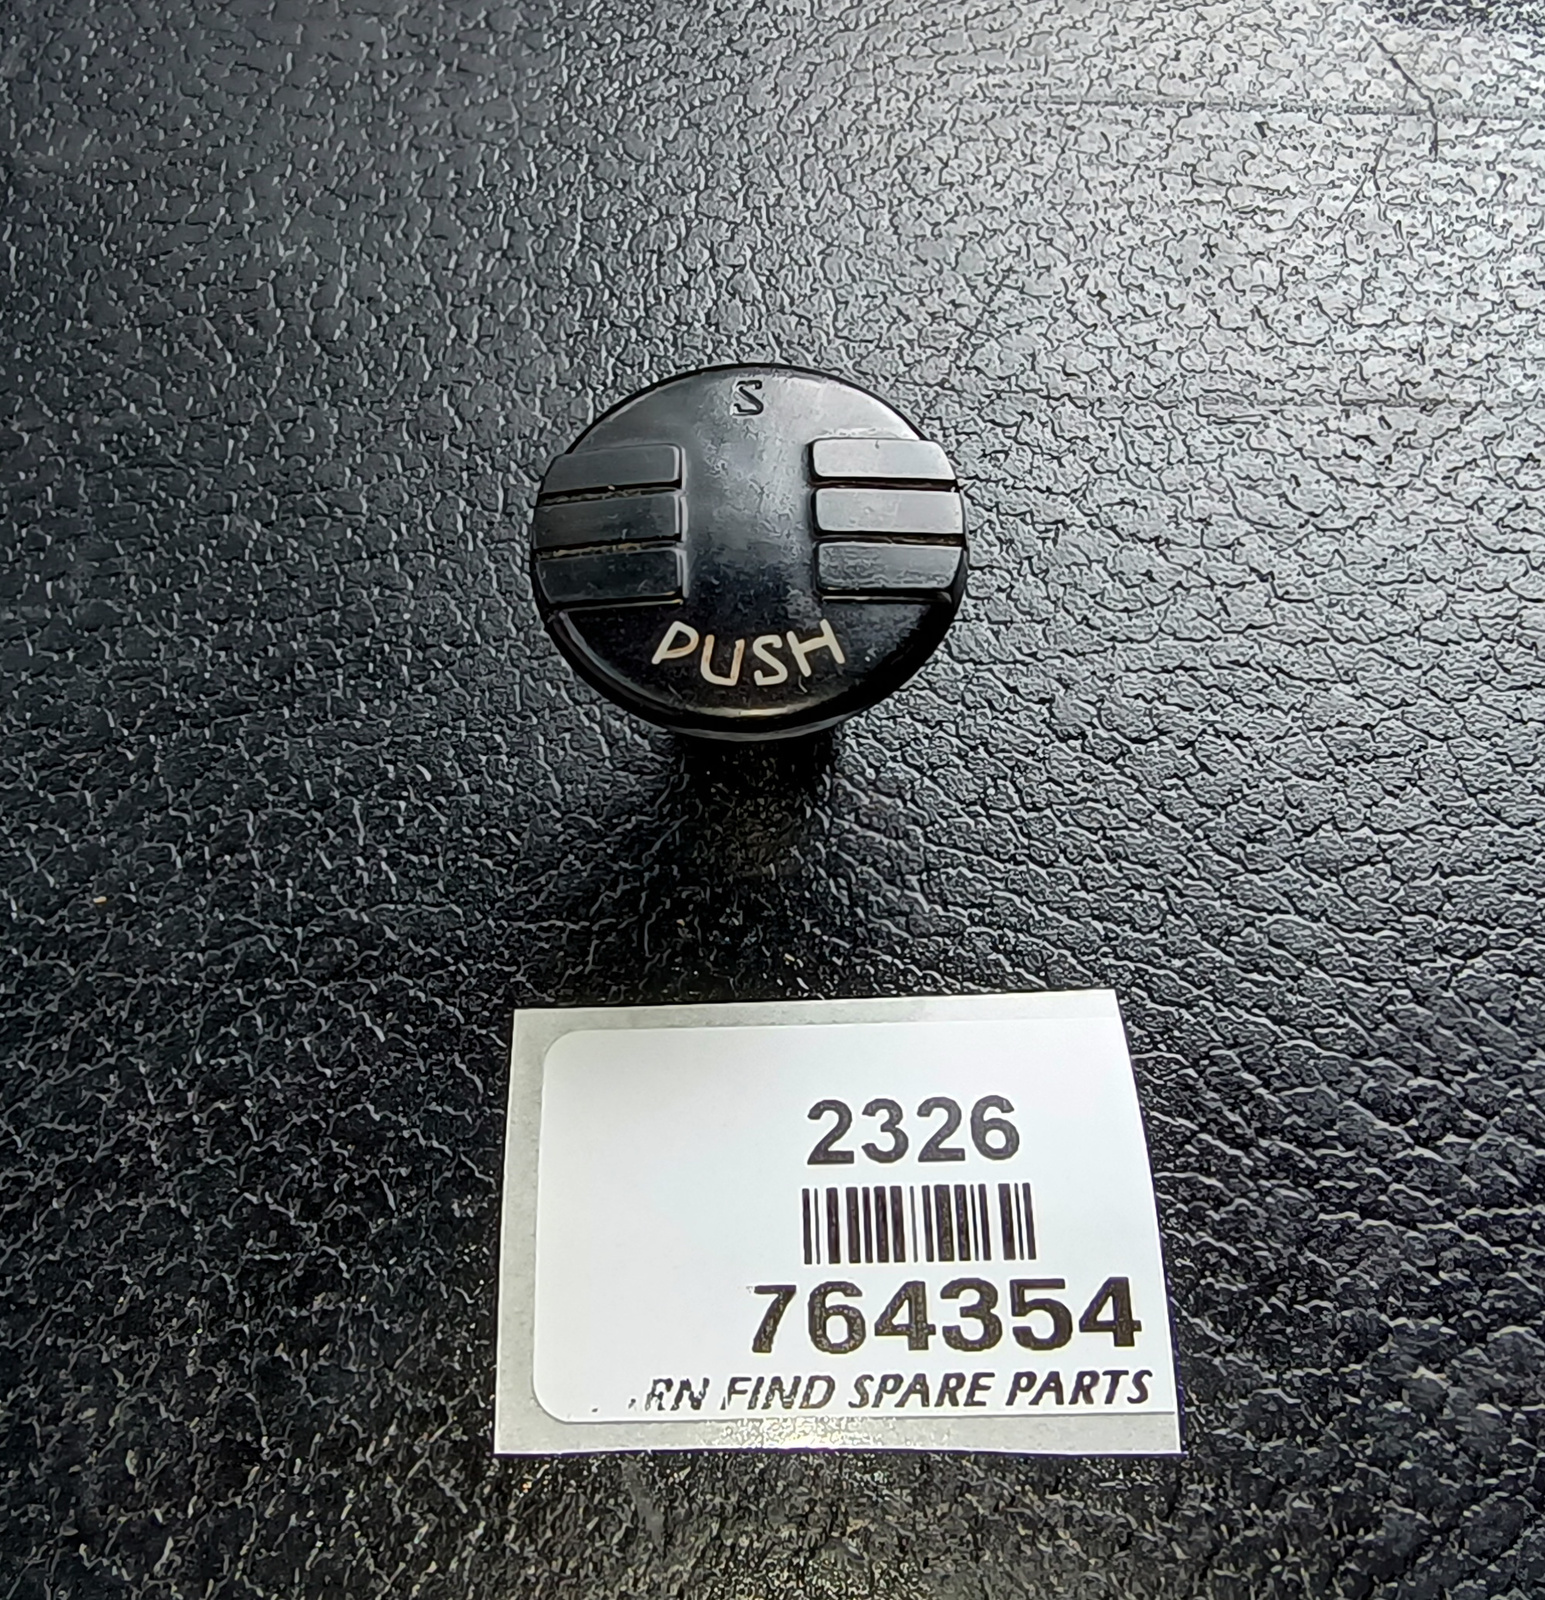 S
PUSH
2326
764354
RN FIND SPARE PARTS